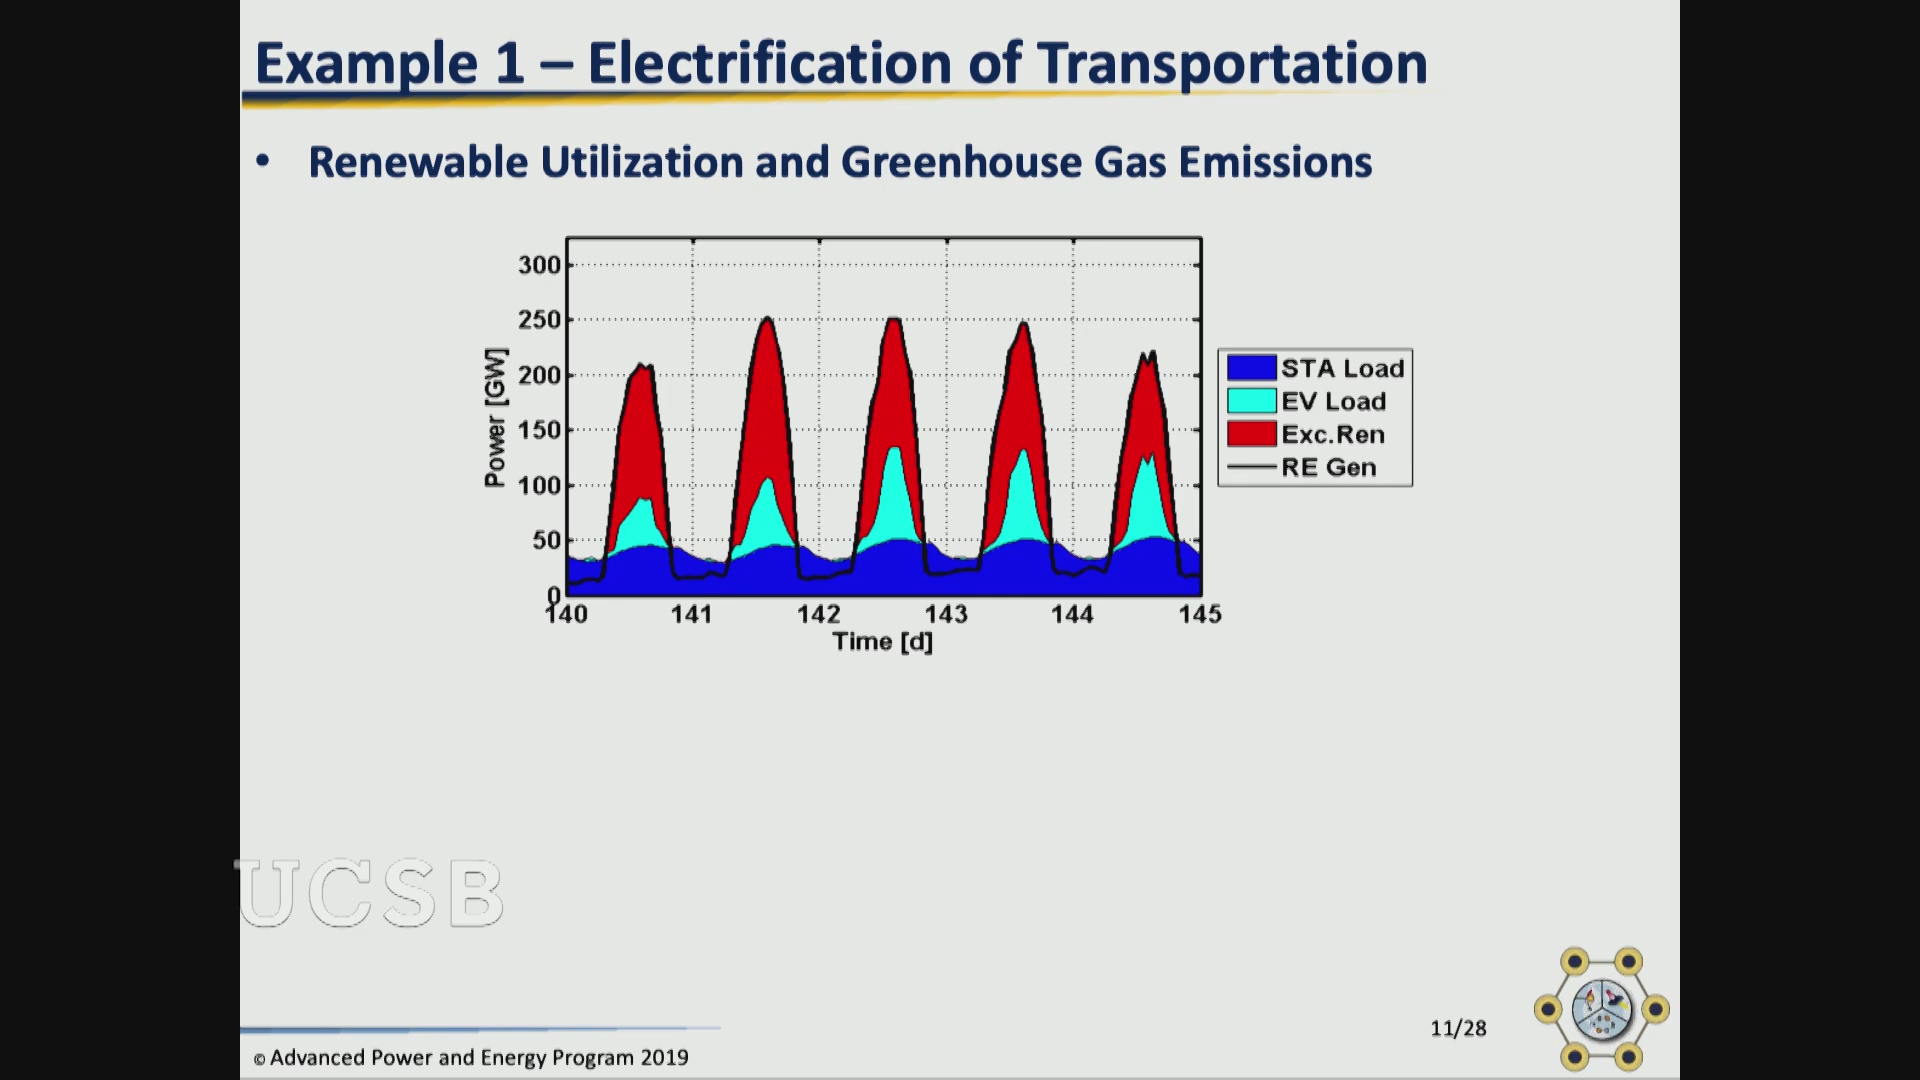 Example 1 – Electrification of Transportation
• Renewable Utilization and Greenhouse Gas Emissions
300
250
200
150
100
50
0
Power [GW]
140 141 142 143 144 145
Time [d]
STA Load
EV Load
Exc.Ren
RE Gen
UCSB
11/28
© Advanced Power and Energy Program 2019